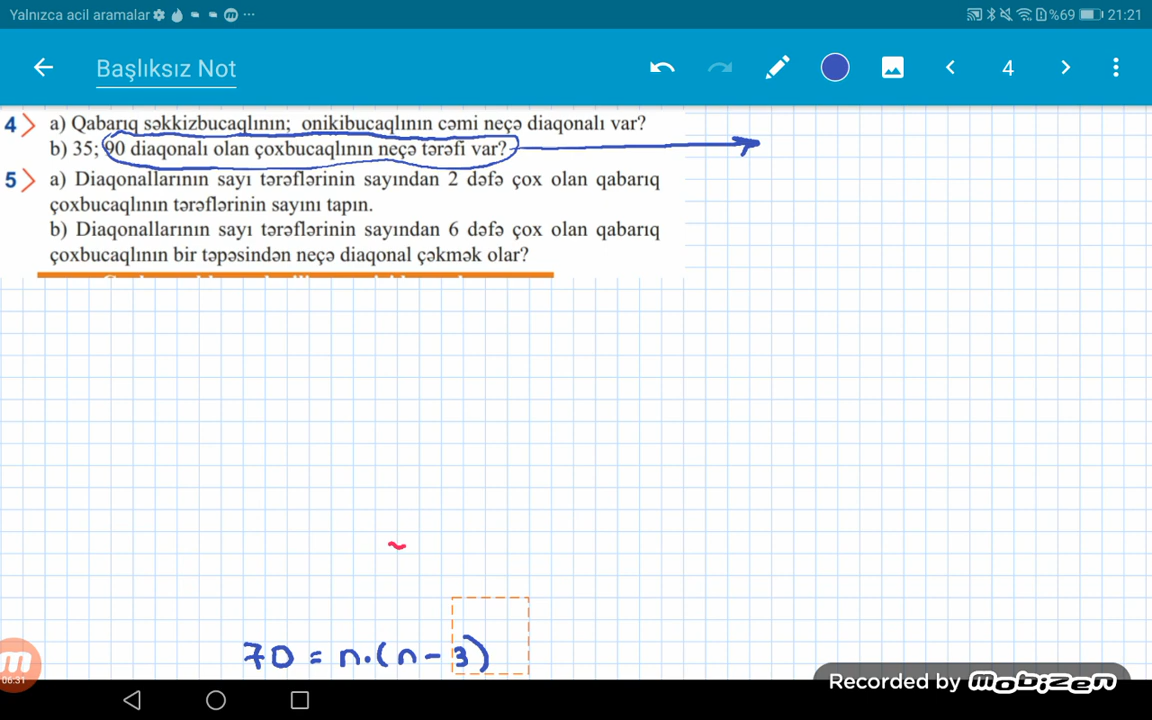 Yalnızca acil aramalar
%69 21:21
Başlıksız Not
4
4 a) Qabarıq səkkizbucaqlının; onikibucaqlının cəmi neçə diaqonalı var?
b) 35; 90 diaqonalı olan çoxbucaqlının neçə tərəfi var?
5 a) Diaqonallarının sayı tərəflərinin sayından 2 dəfə çox olan qabarıq
çoxbucaqlının tərəflərinin sayını tapın.
b) Diaqonallarının sayı tərəflərinin sayından 6 dəfə çox olan qabarıq
çoxbucaqlının bir təpəsindən neçə diaqonal çəkmək olar?
70 = n.(n-3)
06:31
Recorded by mobizen